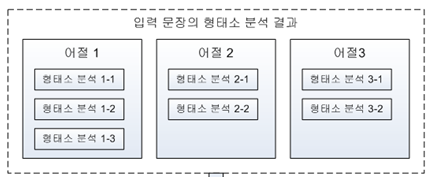 입력 문장의 형태소 분석 결과
어절 1
형태소 분석 1-1
형태소 분석 1-2
형태소 분석 1-3
어절 2
형태소 분석 2-1
형태소 분석 2-2
어절3
형태소 분석 3-1
형태소 분석 3-2